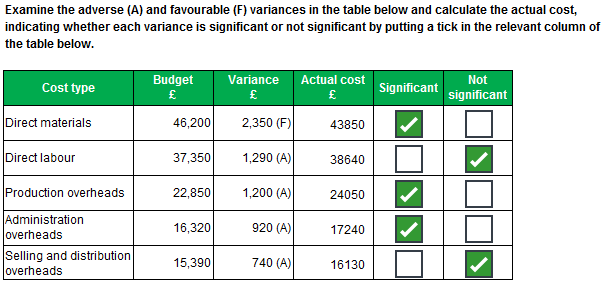 Examine the adverse (A) and favourable (F) variances in the table below and calculate the actual cost,
indicating whether each variance is significant or not significant by putting a tick in the relevant column of
the table below.
Cost type Budget £ Variance £ Actual cost £ Significant Not significant
Direct materials 46,200 2,350 (F) 43850
Direct labour 37,350 1,290 (A) 38640
Production overheads 22,850 1,200 (A) 24050
Administration overheads 16,320 920 (A) 17240
Selling and distribution overheads 15,390 740 (A) 16130